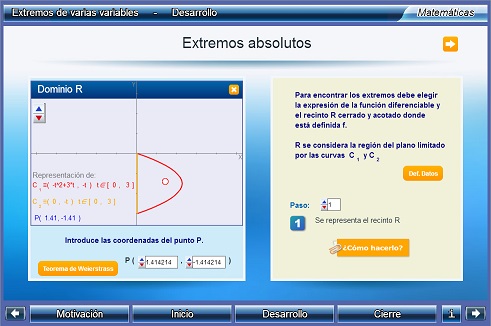 Extremos de varias variables - Desarrollo
Matemáticas
Extremos absolutos
Dominio R
Y
X
Representación de:
C₁=( -t^2+3*t , -t ) t∈[ 0 , 3 ]
C₂=( 0 , -t ) t∈[ 0 , 3 ]
P( 1.41, -1.41 )
Introduce las coordenadas del punto P.
Teorema de Weierstrass
P ( 1.414214 , -1.414214 )
Para encontrar los extremos debe elegir
la expresión de la función diferenciable y
el recinto R cerrado y acotado donde
está definida f.
R se considera la región del plano limitado
por las curvas C₁ y C₂
Def. Datos
Paso: 1
1 Se representa el recinto R
¿Cómo hacerlo?
Motivación
Inicio
Desarrollo
Cierre
i